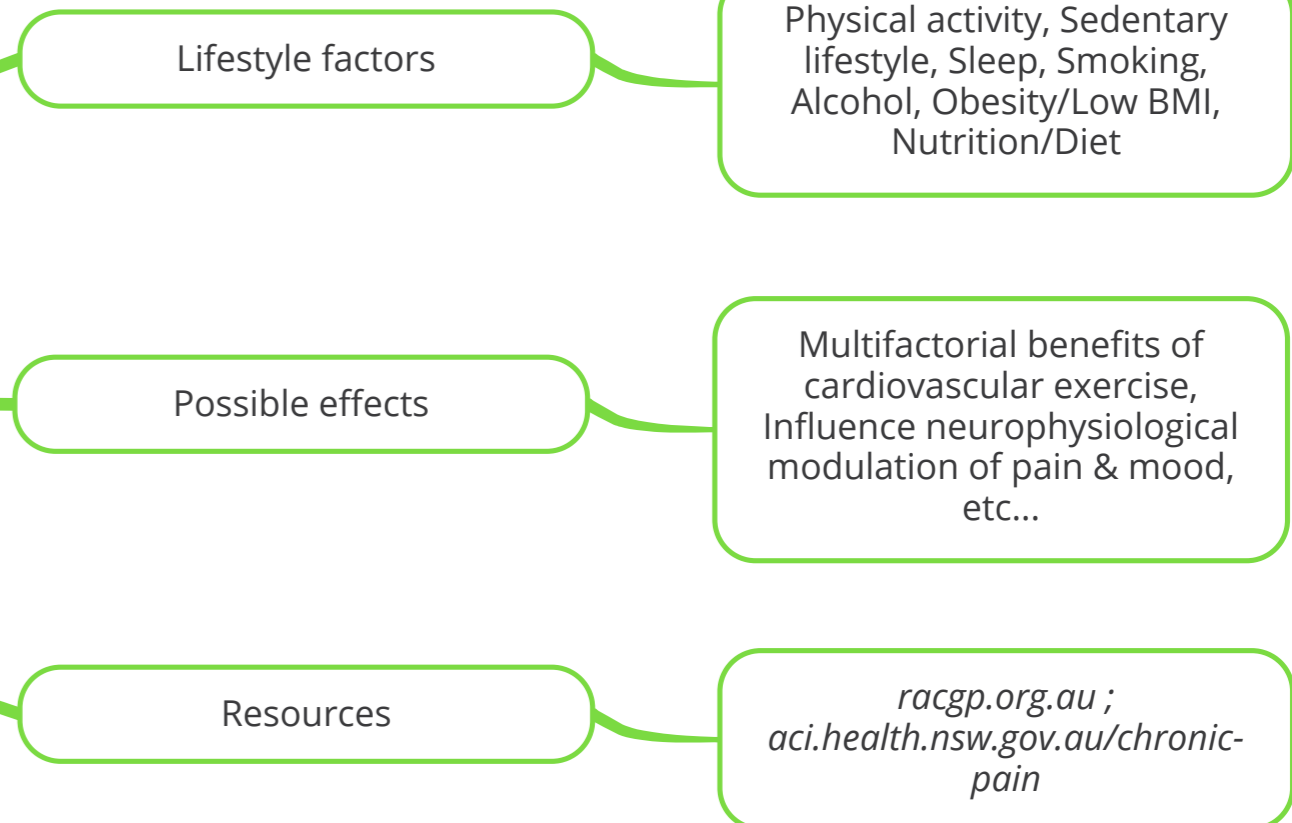 Lifestyle factors
Physical activity, Sedentary
lifestyle, Sleep, Smoking,
Alcohol, Obesity/Low BMI,
Nutrition/Diet
Possible effects
Multifactorial benefits of
cardiovascular exercise,
Influence neurophysiological
modulation of pain & mood,
etc...
Resources
racgp.org.au ;
aci.health.nsw.gov.au/chronic-
pain